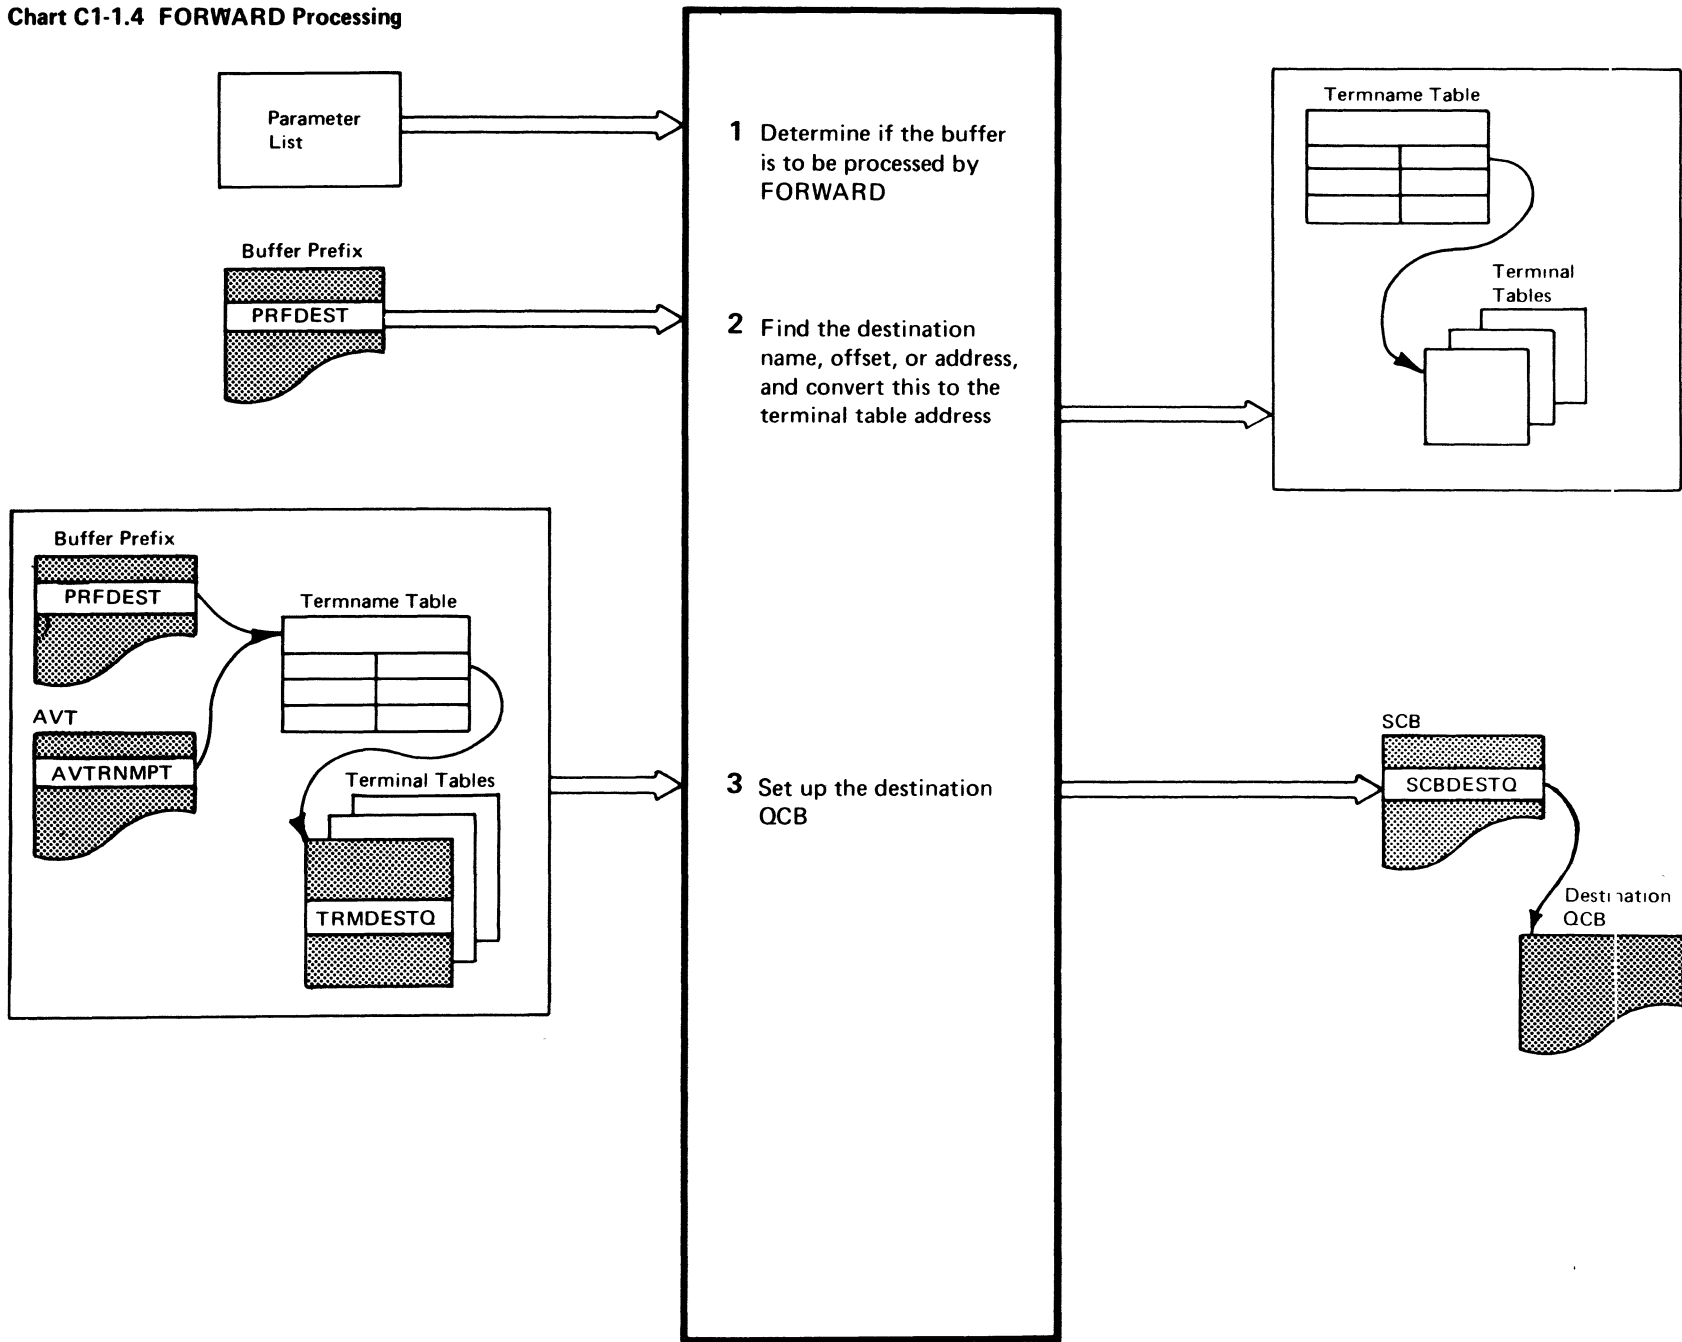 Chart C1-1.4 FORWARD Processing
Parameter
List
1 Determine if the buffer
is to be processed by
FORWARD
Termname Table
Terminal
Tables
Buffer Prefix
PRFDEST
2 Find the destination
name, offset, or address,
and convert this to the
terminal table address
Buffer Prefix
PRFDEST
Termname Table
AVT
AVTRNMPT
Terminal Tables
TRMDESTQ
3 Set up the destination
QCB
SCB
SCBDESTQ
Destination
QCB